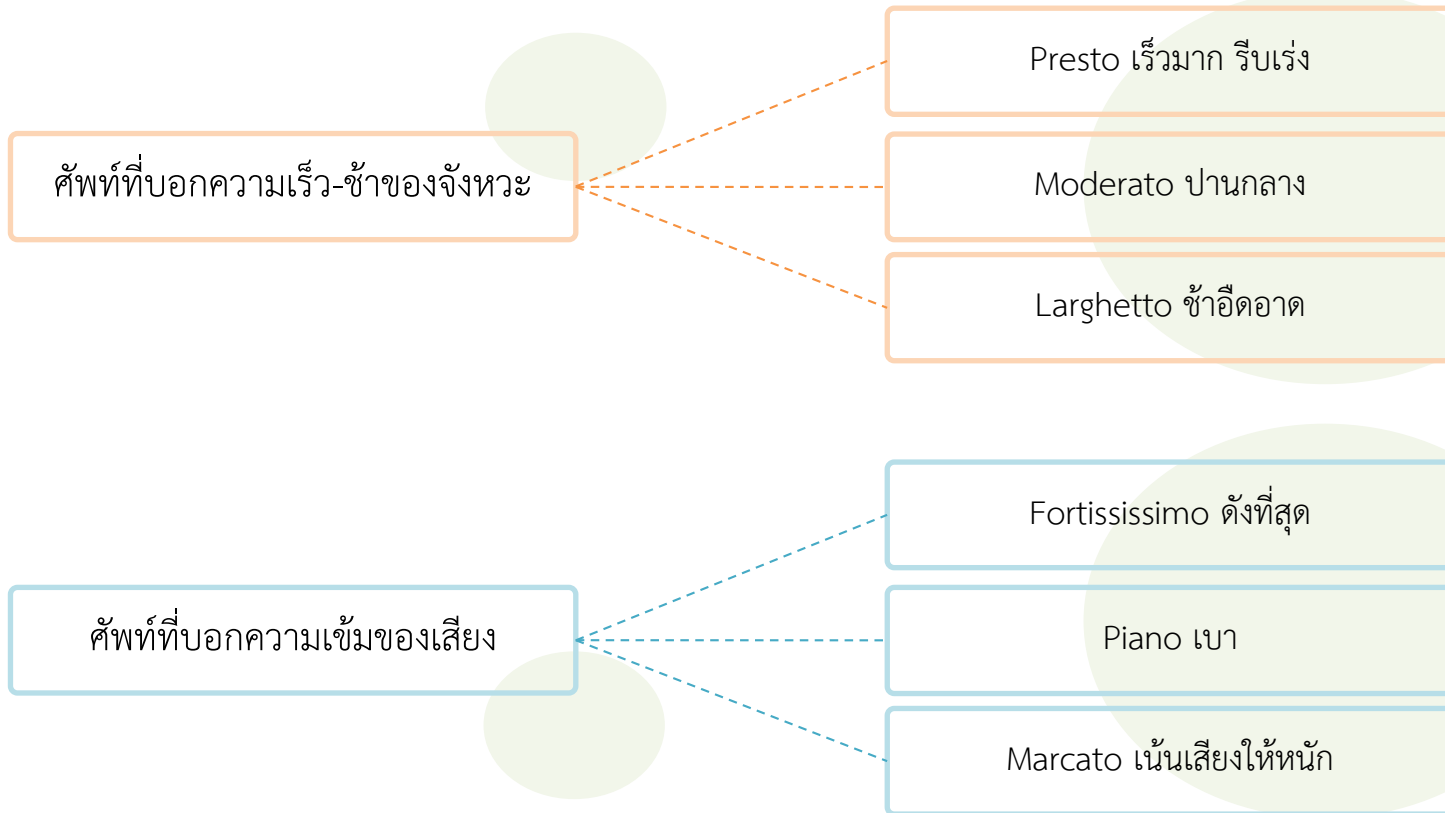 ศัพท์ที่บอกความเร็ว-ช้าของจังหวะ
Presto เร็วมาก รีบเร่ง
Moderato ปานกลาง
Larghetto ช้าอืดอาด
ศัพท์ที่บอกความเข้มของเสียง
Fortississimo ดังที่สุด
Piano เบา
Marcato เน้นเสียงให้หนัก